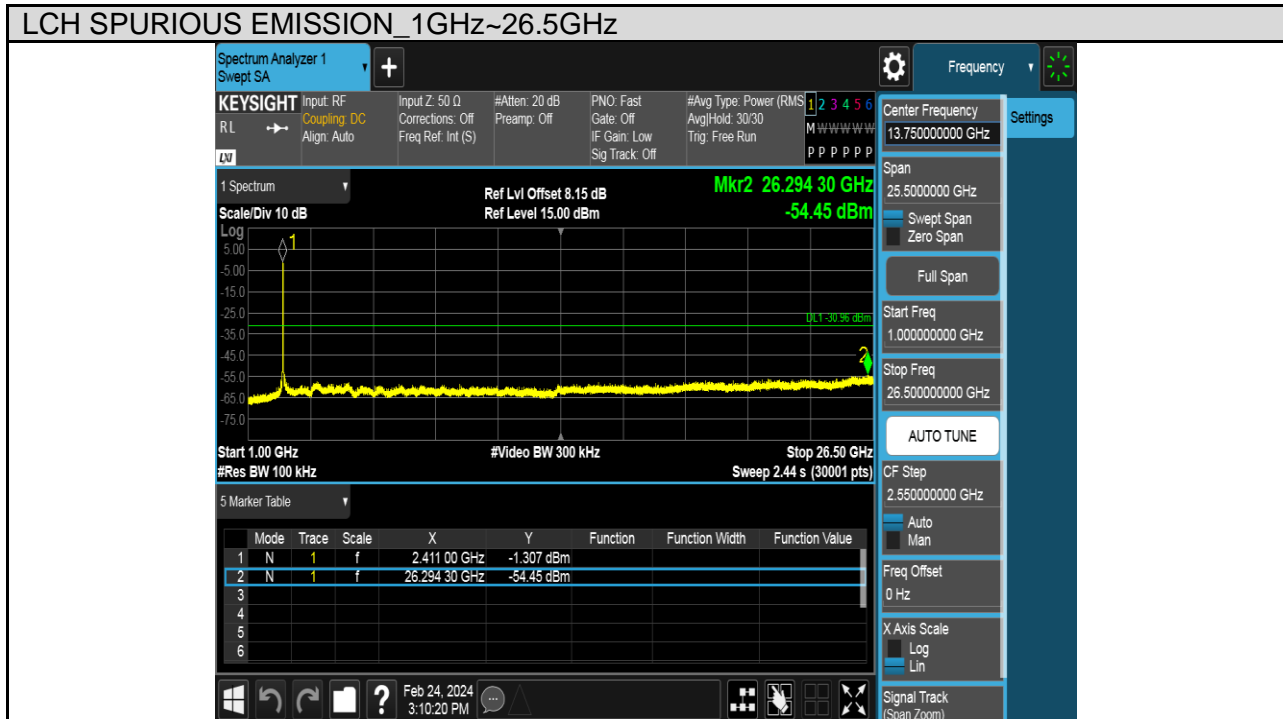 LCH SPURIOUS EMISSION_1GHz~26.5GHz
Spectrum Analyzer 1
Swept SA
+
Frequency
KEYSIGHT
RL
LXI
Input: RF
Coupling: DC
Align: Auto
Input Z: 50 Ω
Corrections: Off
Freq Ref: Int (S)
#Atten: 20 dB
Preamp: Off
PNO: Fast
Gate: Off
IF Gain: Low
Sig Track: Off
#Avg Type: Power (RMS
Avg|Hold: 30/30
Trig: Free Run
1 2 3 4 5 6
M W W W W W
P P P P P P
1 Spectrum
Scale/Div 10 dB
Log
Ref Lvl Offset 8.15 dB
Ref Level 15.00 dBm
Mkr2 26.294 30 GHz
-54.45 dBm
5.00
-5.00
-15.0
-25.0
-35.0
-45.0
-55.0
-65.0
-75.0
1
DL1 -30.96 dBm
2
Start 1.00 GHz
#Video BW 300 kHz
Stop 26.50 GHz
#Res BW 100 kHz
Sweep 2.44 s (30001 pts)
5 Marker Table
Mode Trace Scale X Y Function Function Width Function Value
1 N 1 f 2.411 00 GHz -1.307 dBm
2 N 1 f 26.294 30 GHz -54.45 dBm
3
4
5
6
?
Feb 24, 2024
3:10:20 PM
Center Frequency
13.750000000 GHz
Settings
Span
25.5000000 GHz
Swept Span
Zero Span
Full Span
Start Freq
1.000000000 GHz
Stop Freq
26.500000000 GHz
AUTO TUNE
CF Step
2.550000000 GHz
Auto
Man
Freq Offset
0 Hz
X Axis Scale
Log
Lin
Signal Track
(Span Zoom)